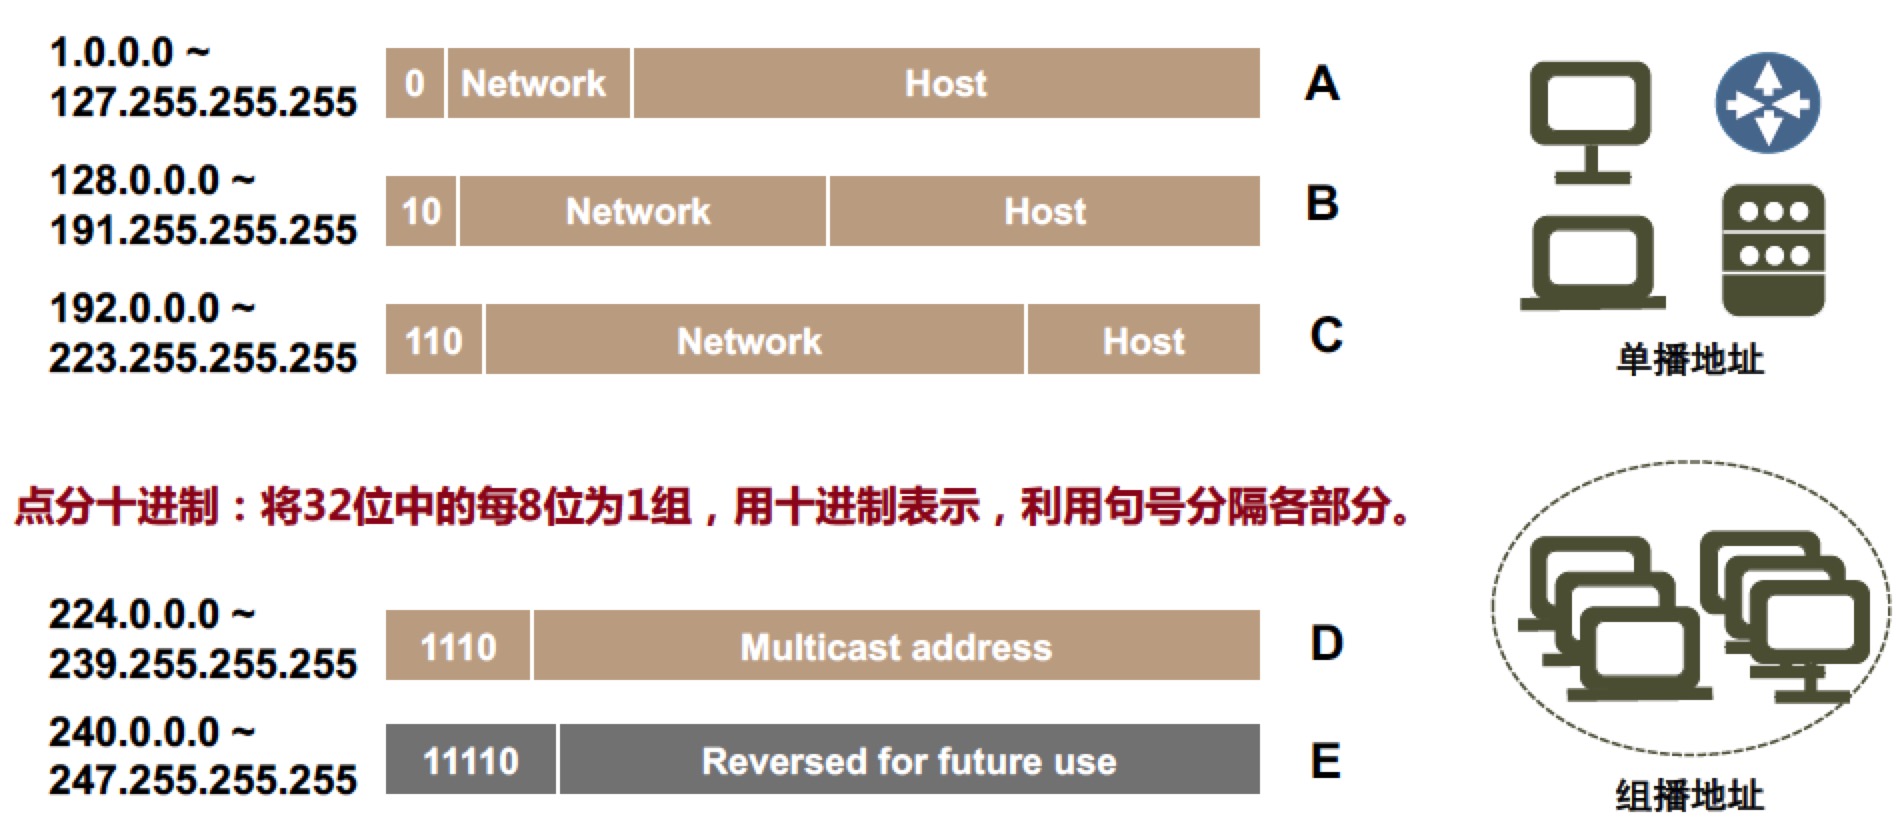 1.0.0.0 ~
127.255.255.255
0 Network Host A
128.0.0.0 ~
191.255.255.255
10 Network Host B
192.0.0.0 ~
223.255.255.255
110 Network Host C
单播地址
点分十进制：将32位中的每8位为1组，用十进制表示，利用句号分隔各部分。
224.0.0.0 ~
239.255.255.255
1110 Multicast address D
240.0.0.0 ~
247.255.255.255
11110 Reversed for future use E
组播地址